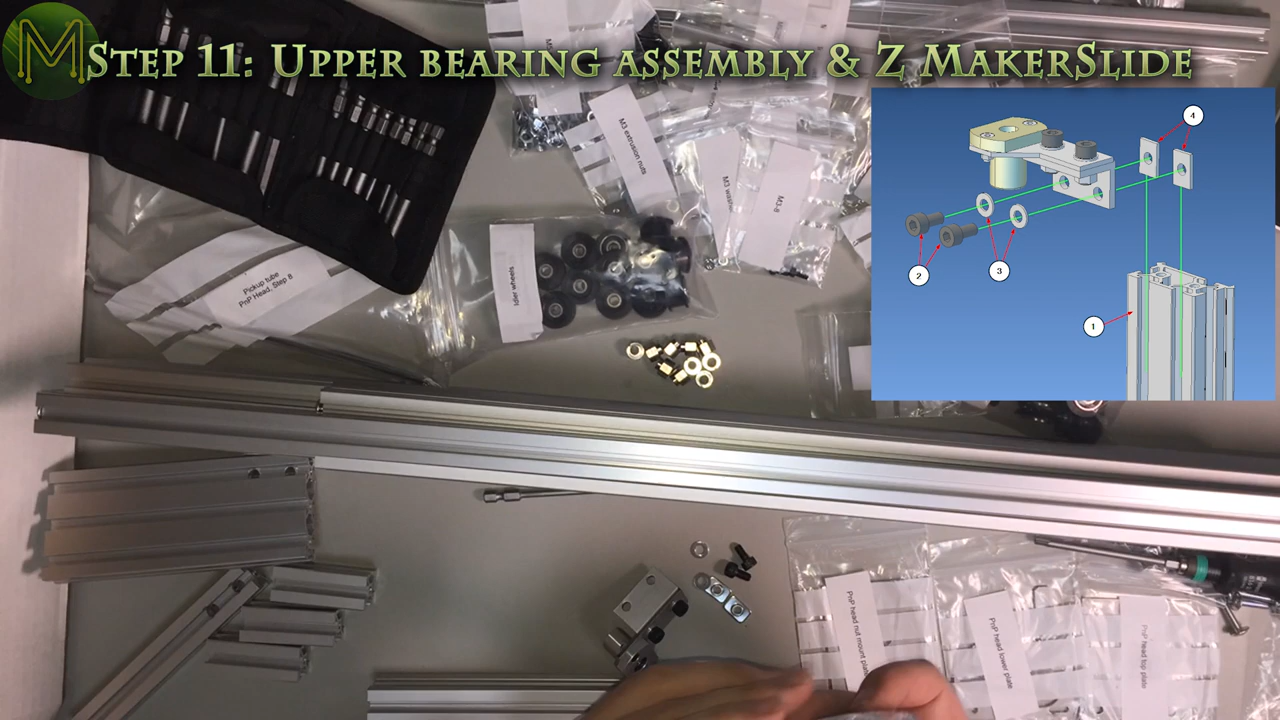 M
STEP 11: UPPER BEARING ASSEMBLY & Z MAKERSLIDE
4
2
3
1
M3 extrusion nuts
M3 washers
M3-8
Pickup tube
PnP Head, Step 8
Idler wheels
PnP head nut mount plate
PnP head lower plate
PnP head top plate